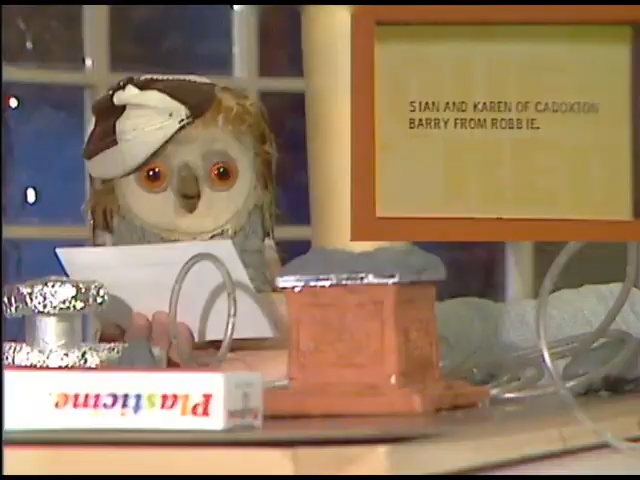 SIAN AND KAREN OF CADOXTON
BARRY FROM ROBBIE.
Plasticine